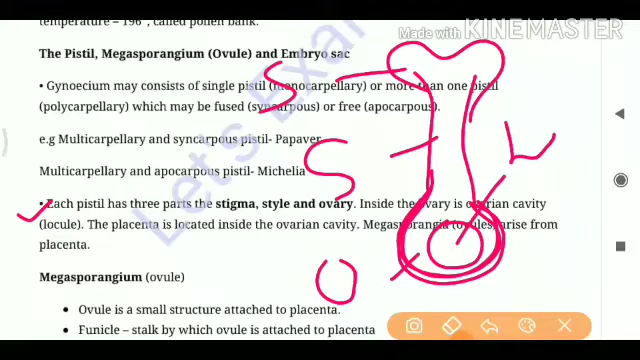 temperature – 196°, called pollen bank.
Made with KINEMASTER
The Pistil, Megasporangium (Ovule) and Embryo sac
• Gynoecium may consists of single pistil (monocarpellary) or more than one pistil
(polycarpellary) which may be fused (syncarpous) or free (apocarpous).
e.g Multicarpellary and syncarpous pistil- Papaver
Multicarpellary and apocarpous pistil- Michelia
• Each pistil has three parts the stigma, style and ovary. Inside the ovary is ovarian cavity
(locule). The placenta is located inside the ovarian cavity. Megasporangia (ovules) arise from
placenta.
Megasporangium (ovule)
• Ovule is a small structure attached to placenta.
• Funicle – stalk by which ovule is attached to placenta
S
S
O
L